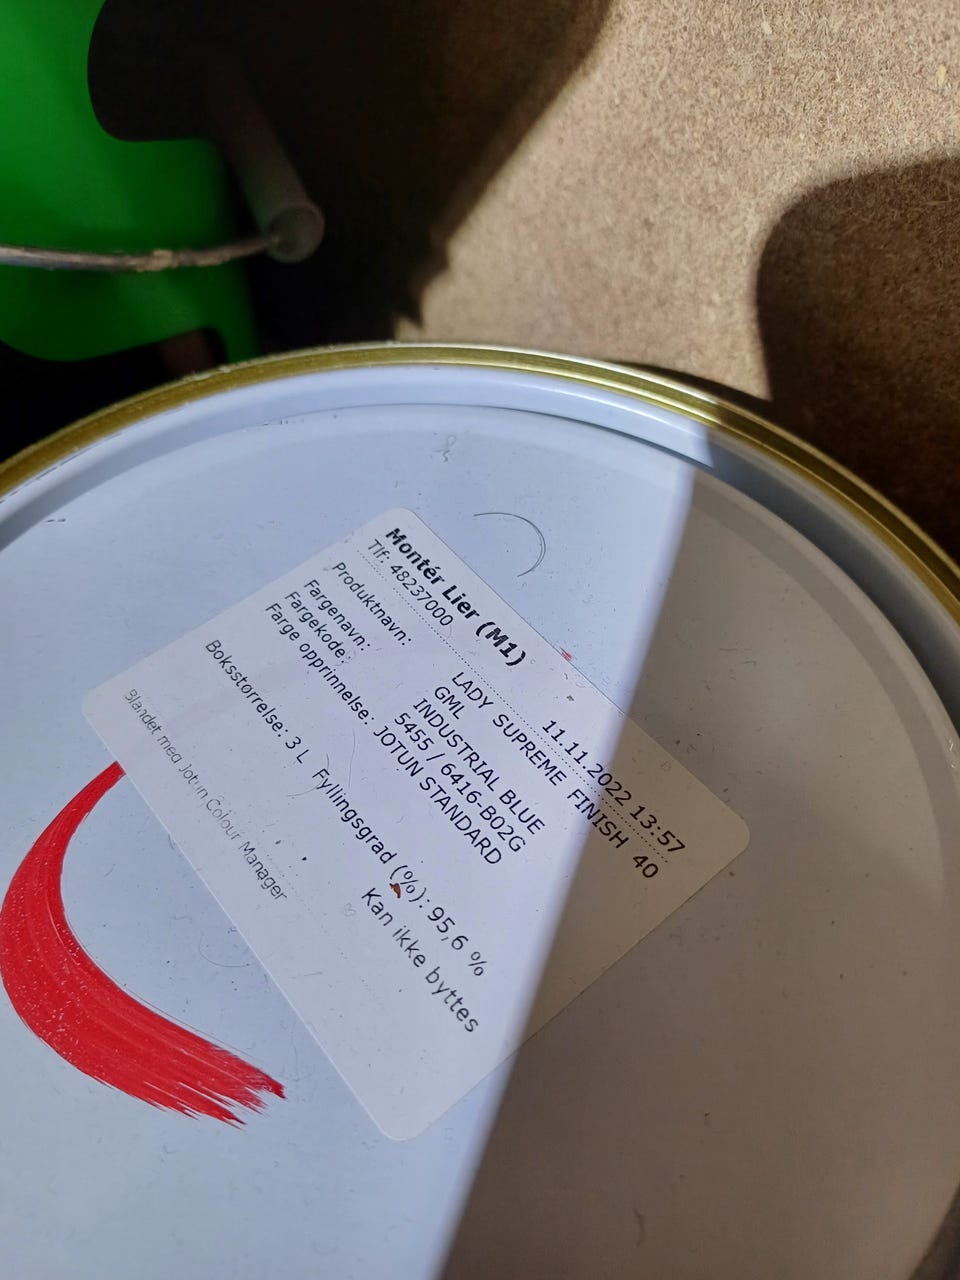 Montér Lier (M1)
Tlf: 48237000 11.11.2022 13:57
Produktnavn: LADY SUPREME FINISH 40
GML
Fargenavn: INDUSTRIAL BLUE
Fargekode: 5455 / 6416-B02G
Farge opprinnelse: JOTUN STANDARD
Boksstørrelse: 3 L Fyllingsgrad (%): 95,6 %
Kan ikke byttes
Blandet med Jotun Colour Manager